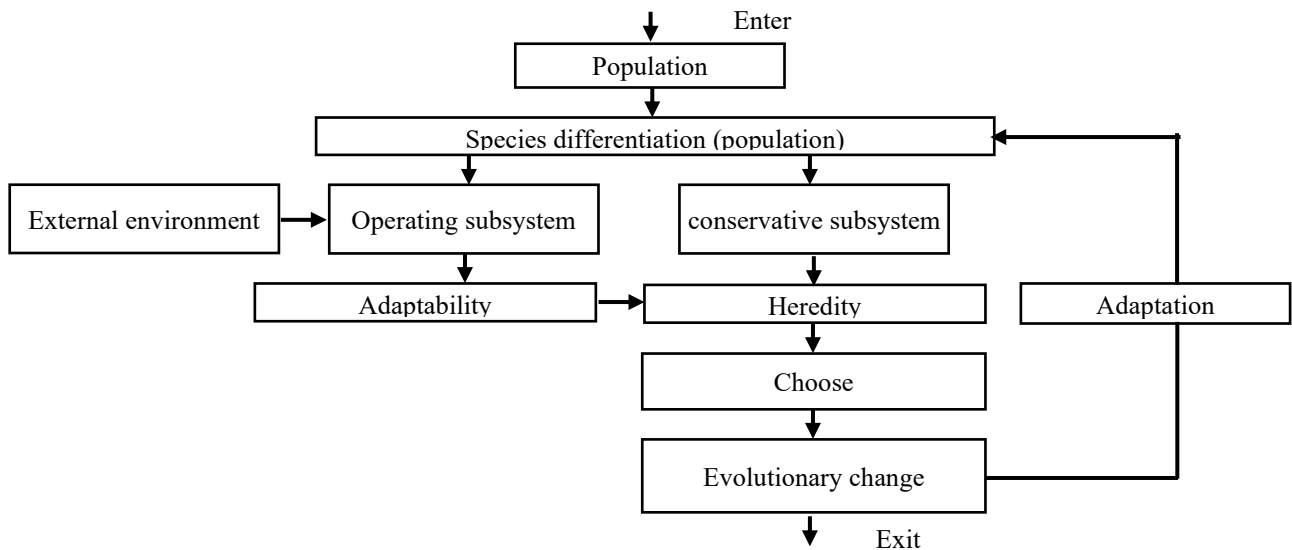 Enter
Population
Species differentiation (population)
External environment
Operating subsystem
conservative subsystem
Adaptability
Heredity
Adaptation
Choose
Evolutionary change
Exit